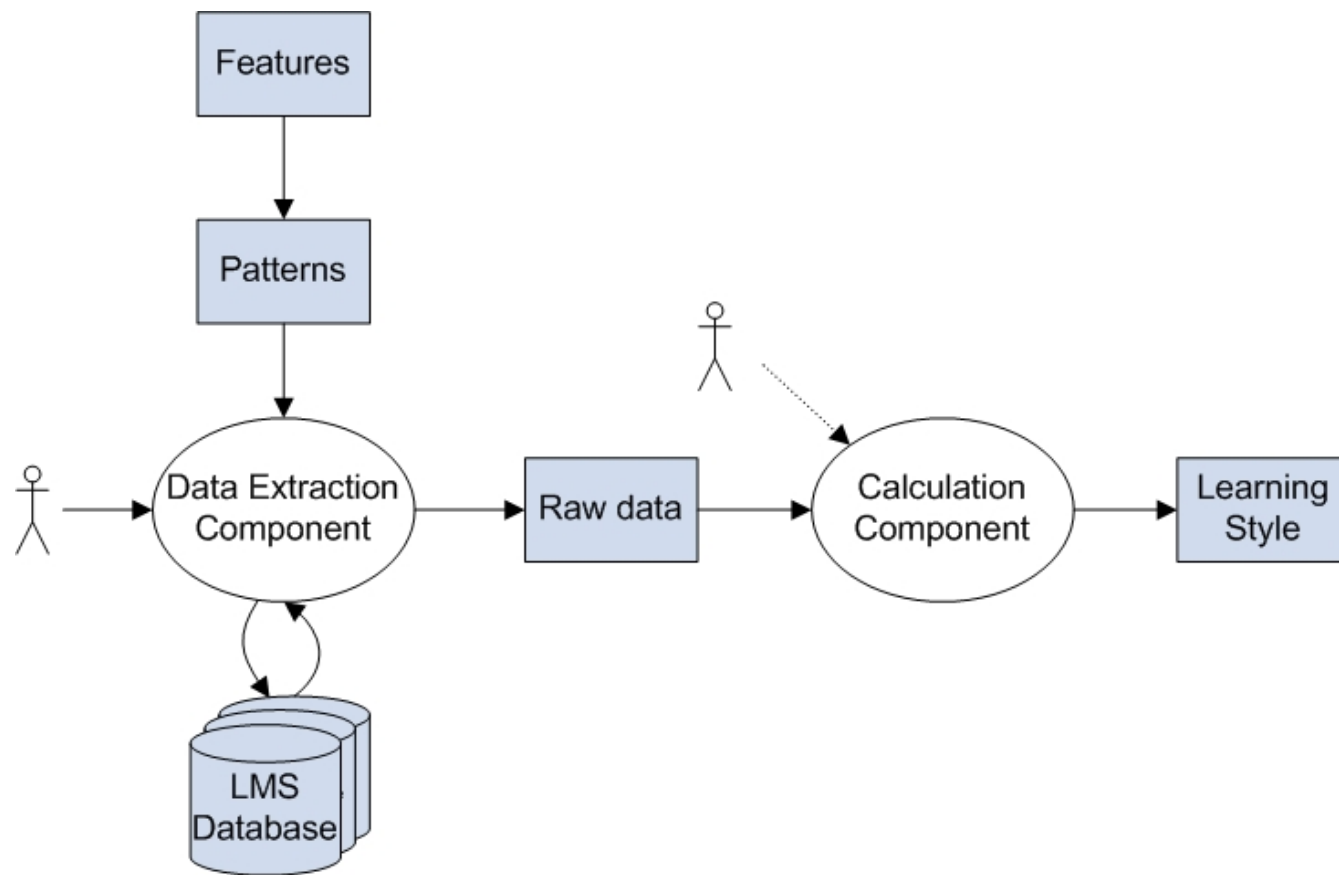 Features
Patterns
Data Extraction
Component
Raw data
Calculation
Component
Learning
Style
LMS
Database